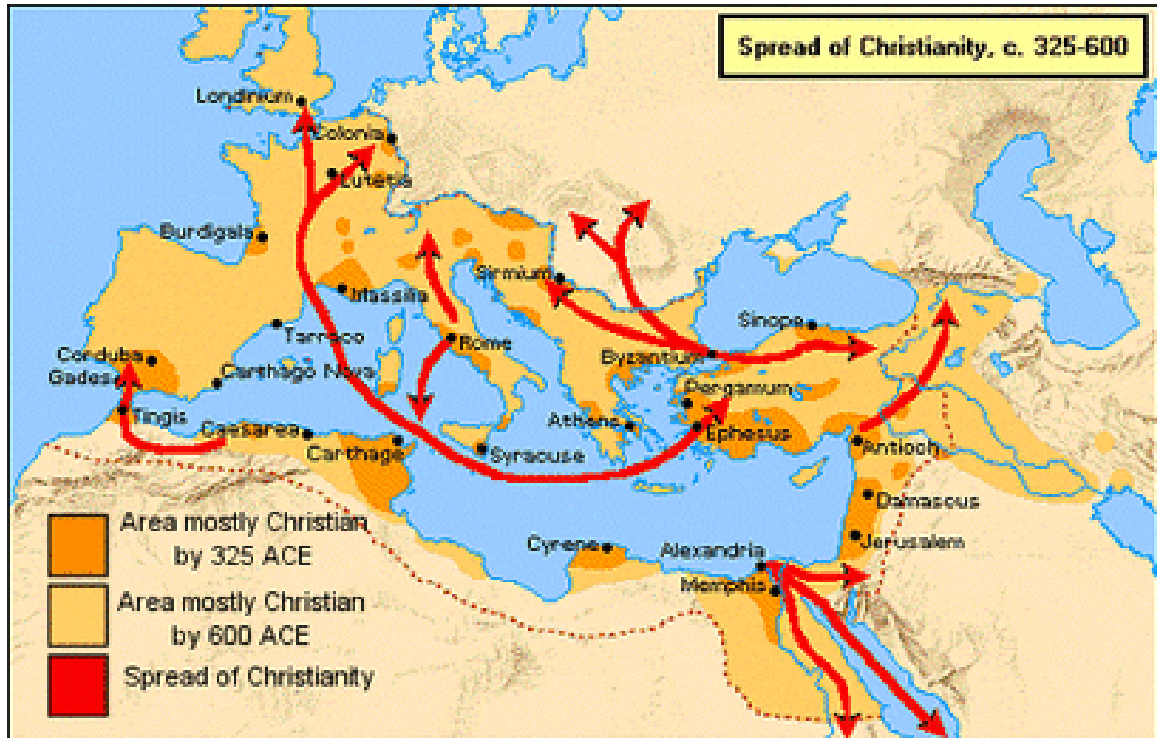 Spread of Christianity, c. 325-600
Londinium
Colonia
Lutetia
Burdigala
Sirmium
Massilia
Sinope
Tarraco
Rome
Byzantium
Corduba
Carthago Nova
Gades
Pergamum
Tingis
Athens
Ephesus
Caesarea
Carthage
Syracuse
Antioch
Damascus
Area mostly Christian
by 325 ACE
Cyrene
Alexandria
Jerusalem
Memphis
Area mostly Christian
by 600 ACE
Spread of Christianity